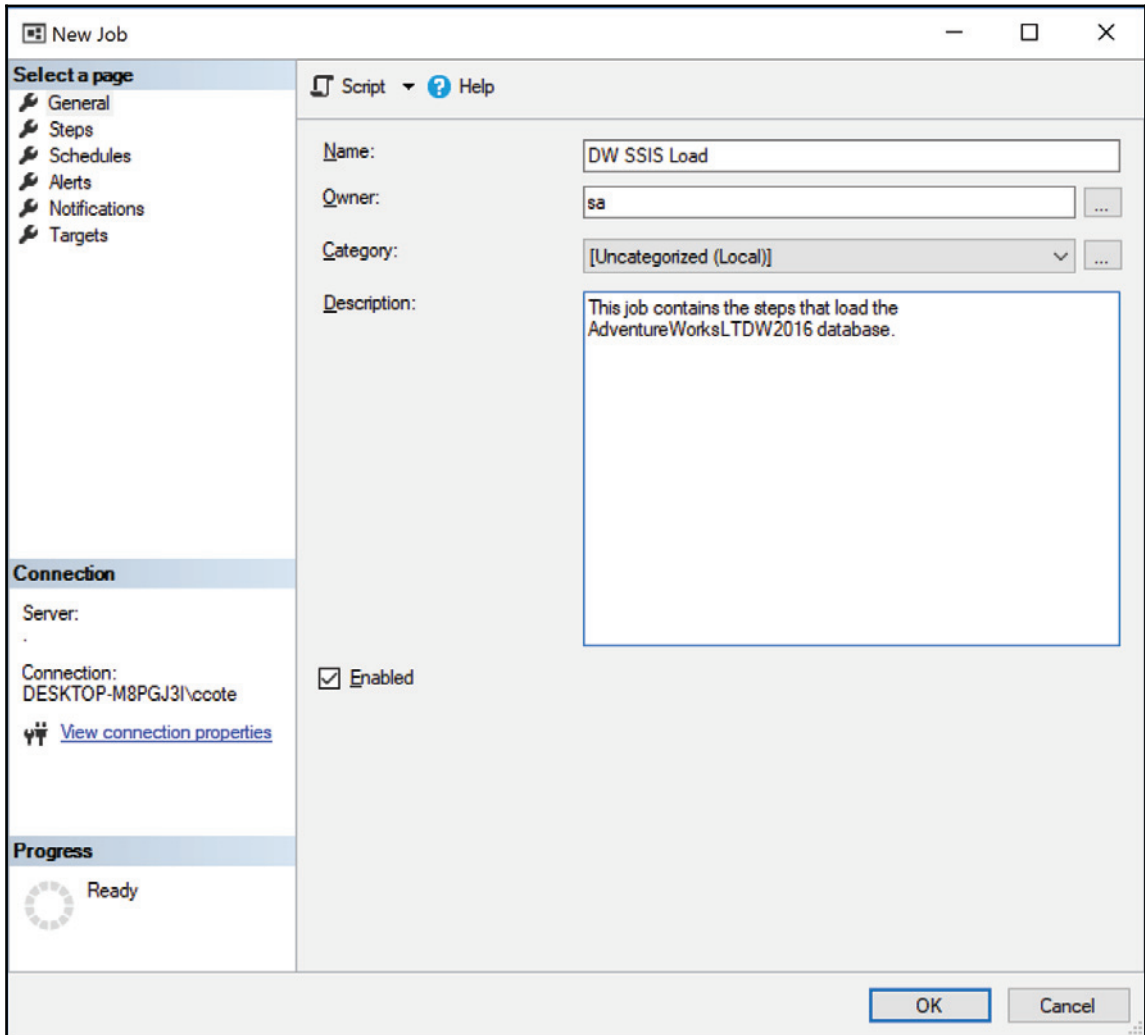 New Job
Select a page
General
Steps
Schedules
Alerts
Notifications
Targets
Script
Help
Name:
DW SSIS Load
Owner:
sa
...
Category:
[Uncategorized (Local)]
...
Description:
This job contains the steps that load the
AdventureWorksLTDW2016 database.
Enabled
Connection
Server:
.
Connection:
DESKTOP-M8PGJ3I\ccote
View connection properties
Progress
Ready
OK
Cancel